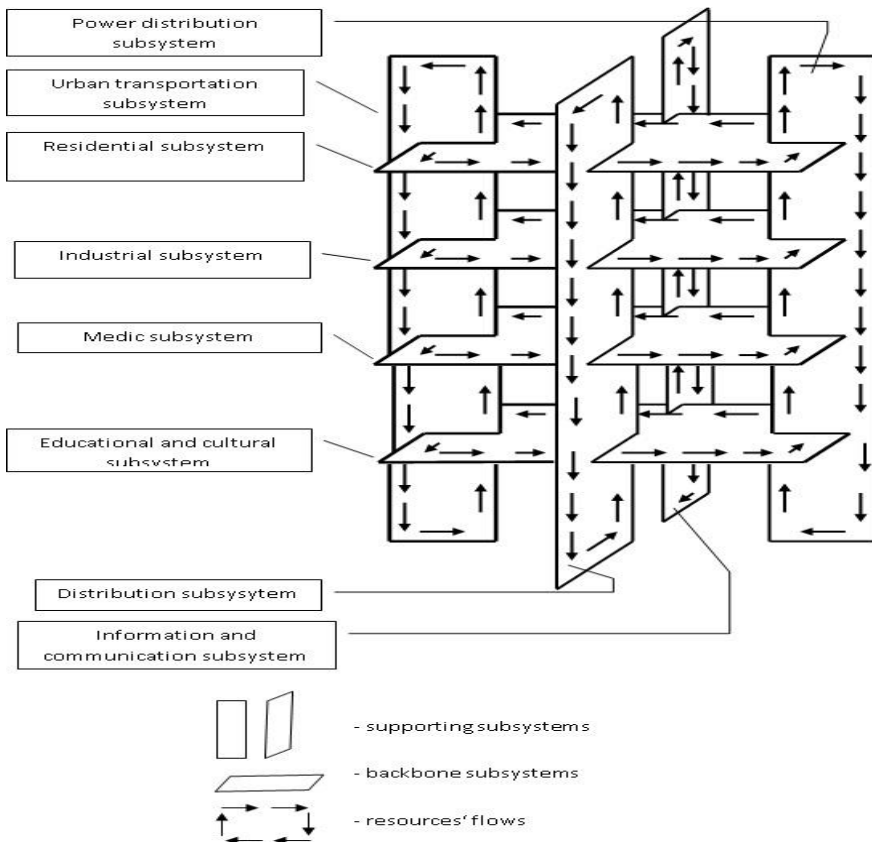 Power distribution
subsystem
Urban transportation
subsystem
Residential subsystem
Industrial subsystem
Medic subsystem
Educational and cultural
subsystem
Distribution subsysytem
Information and
communication subsystem
- supporting subsystems
- backbone subsystems
- resources‘ flows